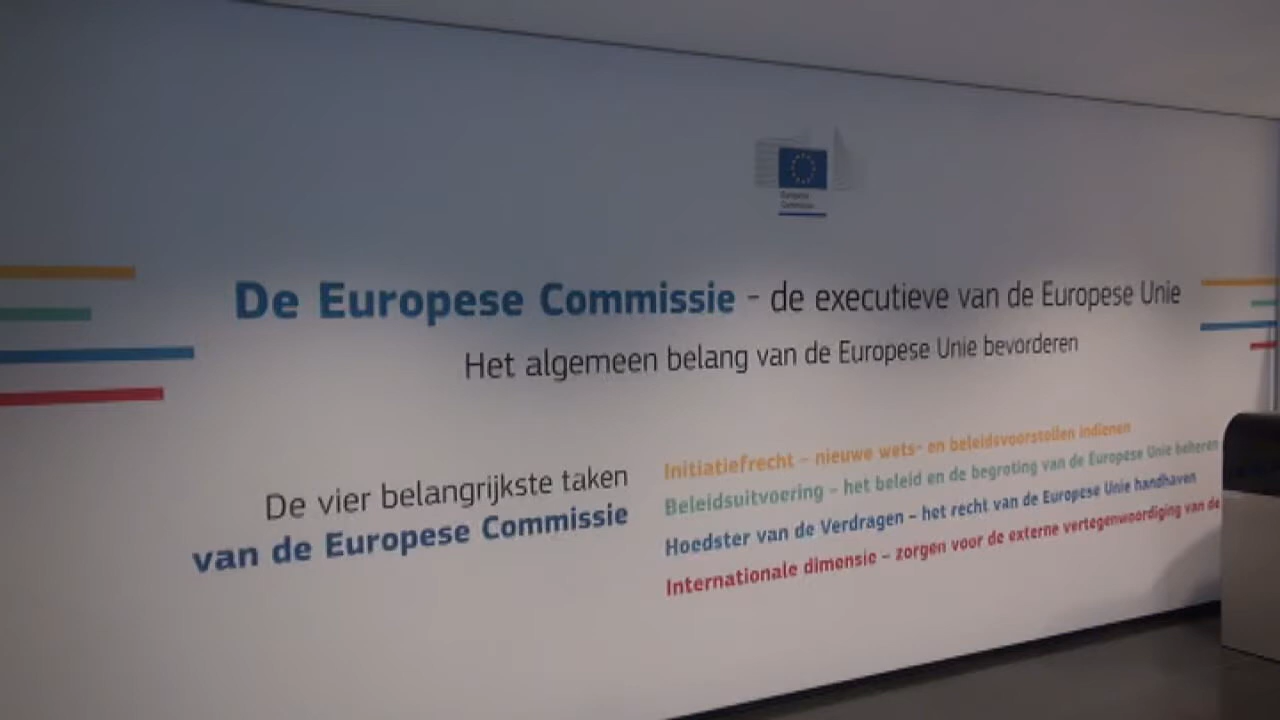 Europese
Commissie
De Europese Commissie - de executieve van de Europese Unie
Het algemeen belang van de Europese Unie bevorderen
De vier belangrijkste taken
van de Europese Commissie
Initiatiefrecht – nieuwe wets- en beleidsvoorstellen indienen
Beleidsuitvoering – het beleid en de begroting van de Europese Unie beheren
Hoedster van de Verdragen – het recht van de Europese Unie handhaven
Internationale dimensie – zorgen voor de externe vertegenwoordiging van de